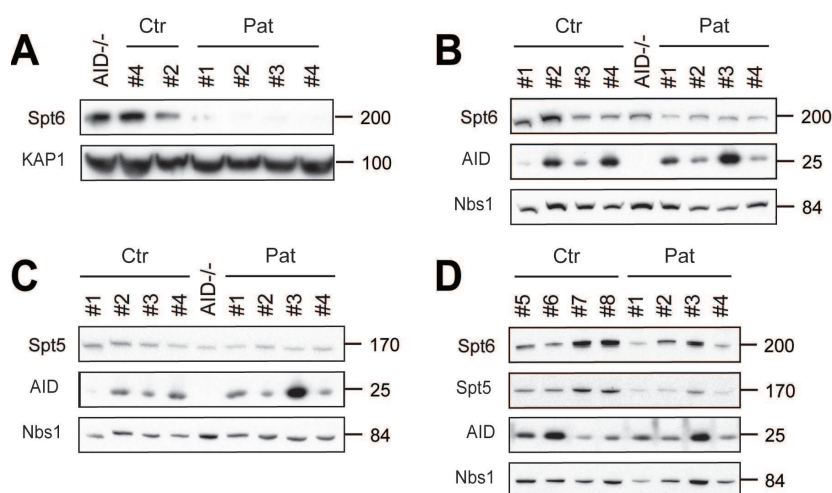 A
AID-/-
Ctr
Pat
#4
#2
#1
#2
#3
#4
Spt6
200
KAP1
100
B
Ctr
AID-/-
Pat
#1
#2
#3
#4
#1
#2
#3
#4
Spt6
200
AID
25
Nbs1
84
C
Ctr
AID-/-
Pat
#1
#2
#3
#4
#1
#2
#3
#4
Spt5
170
AID
25
Nbs1
84
D
Ctr
Pat
#5
#6
#7
#8
#1
#2
#3
#4
Spt6
200
Spt5
170
AID
25
Nbs1
84